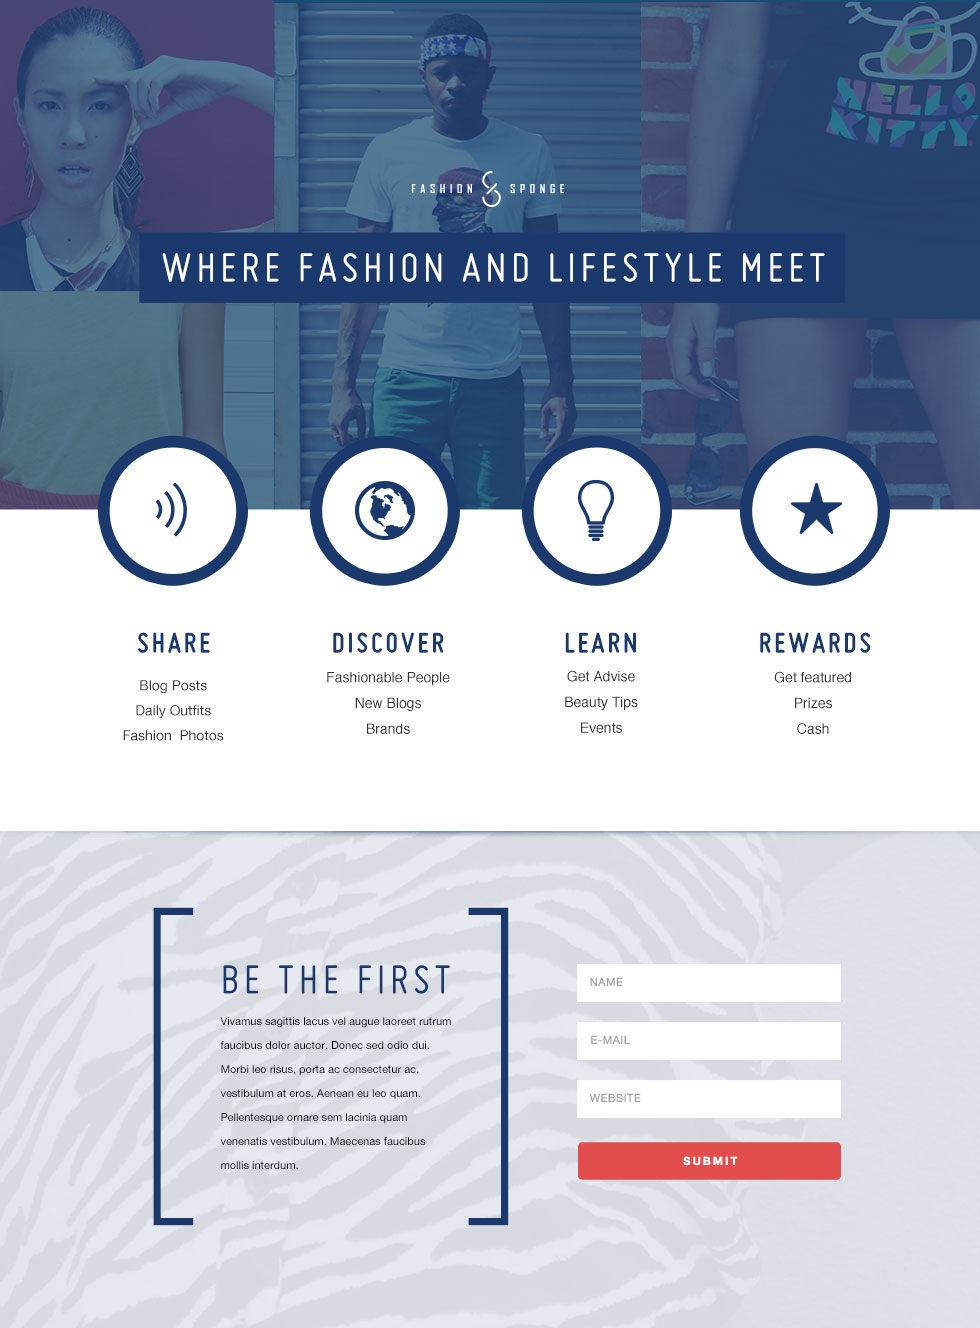 HELLO
KITTY
FASHION SPONGE
WHERE FASHION AND LIFESTYLE MEET
SHARE
Blog Posts
Daily Outfits
Fashion Photos
DISCOVER
Fashionable People
New Blogs
Brands
LEARN
Get Advise
Beauty Tips
Events
REWARDS
Get featured
Prizes
Cash
BE THE FIRST
Vivamus sagittis lacus vel augue laoreet rutrum
faucibus dolor auctor. Donec sed odio dui.
Morbi leo risus, porta ac consectetur ac,
vestibulum at eros. Aenean eu leo quam.
Pellentesque ornare sem lacinia quam
venenatis vestibulum. Maecenas faucibus
mollis interdum.
NAME
E-MAIL
WEBSITE
SUBMIT